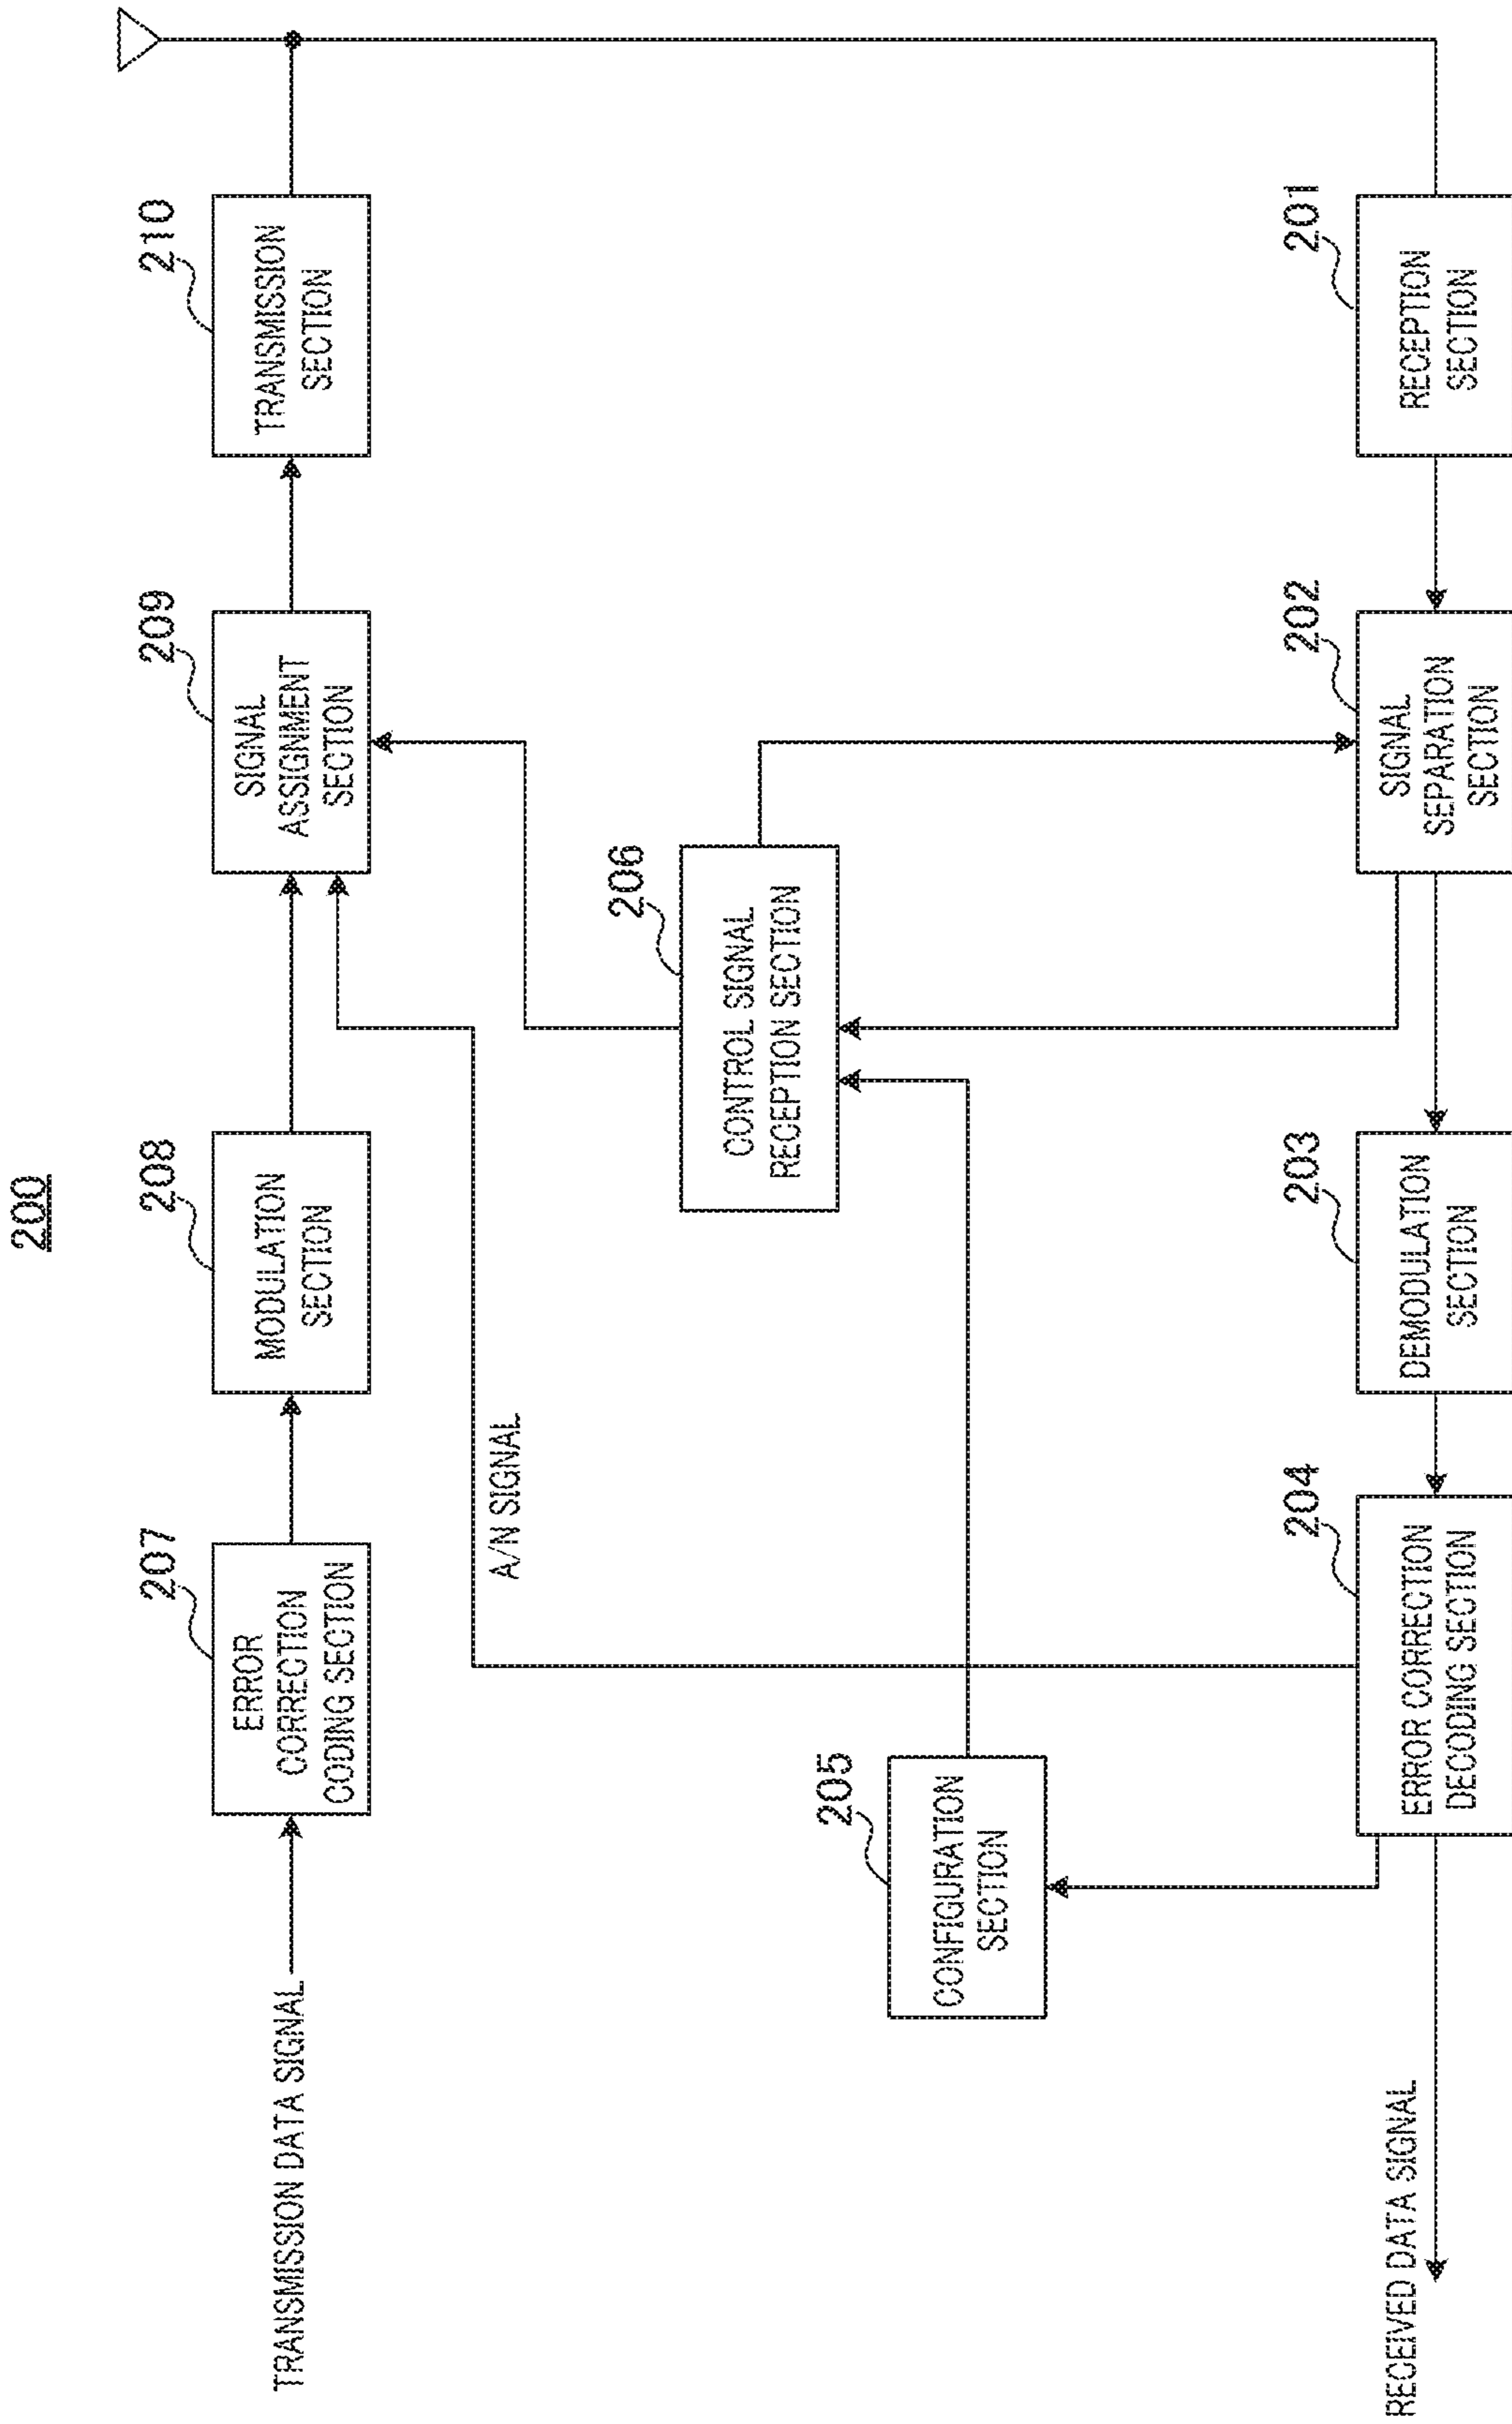 200
TRANSMISSION DATA SIGNAL
207
ERROR
CORRECTION
CODING SECTION
208
MODULATION
SECTION
209
SIGNAL
ASSIGNMENT
SECTION
210
TRANSMISSION
SECTION
A/N SIGNAL
206
CONTROL SIGNAL
RECEPTION SECTION
205
CONFIGURATION
SECTION
RECEIVED DATA SIGNAL
204
ERROR CORRECTION
DECODING SECTION
203
DEMODULATION
SECTION
202
SIGNAL
SEPARATION
SECTION
201
RECEPTION
SECTION